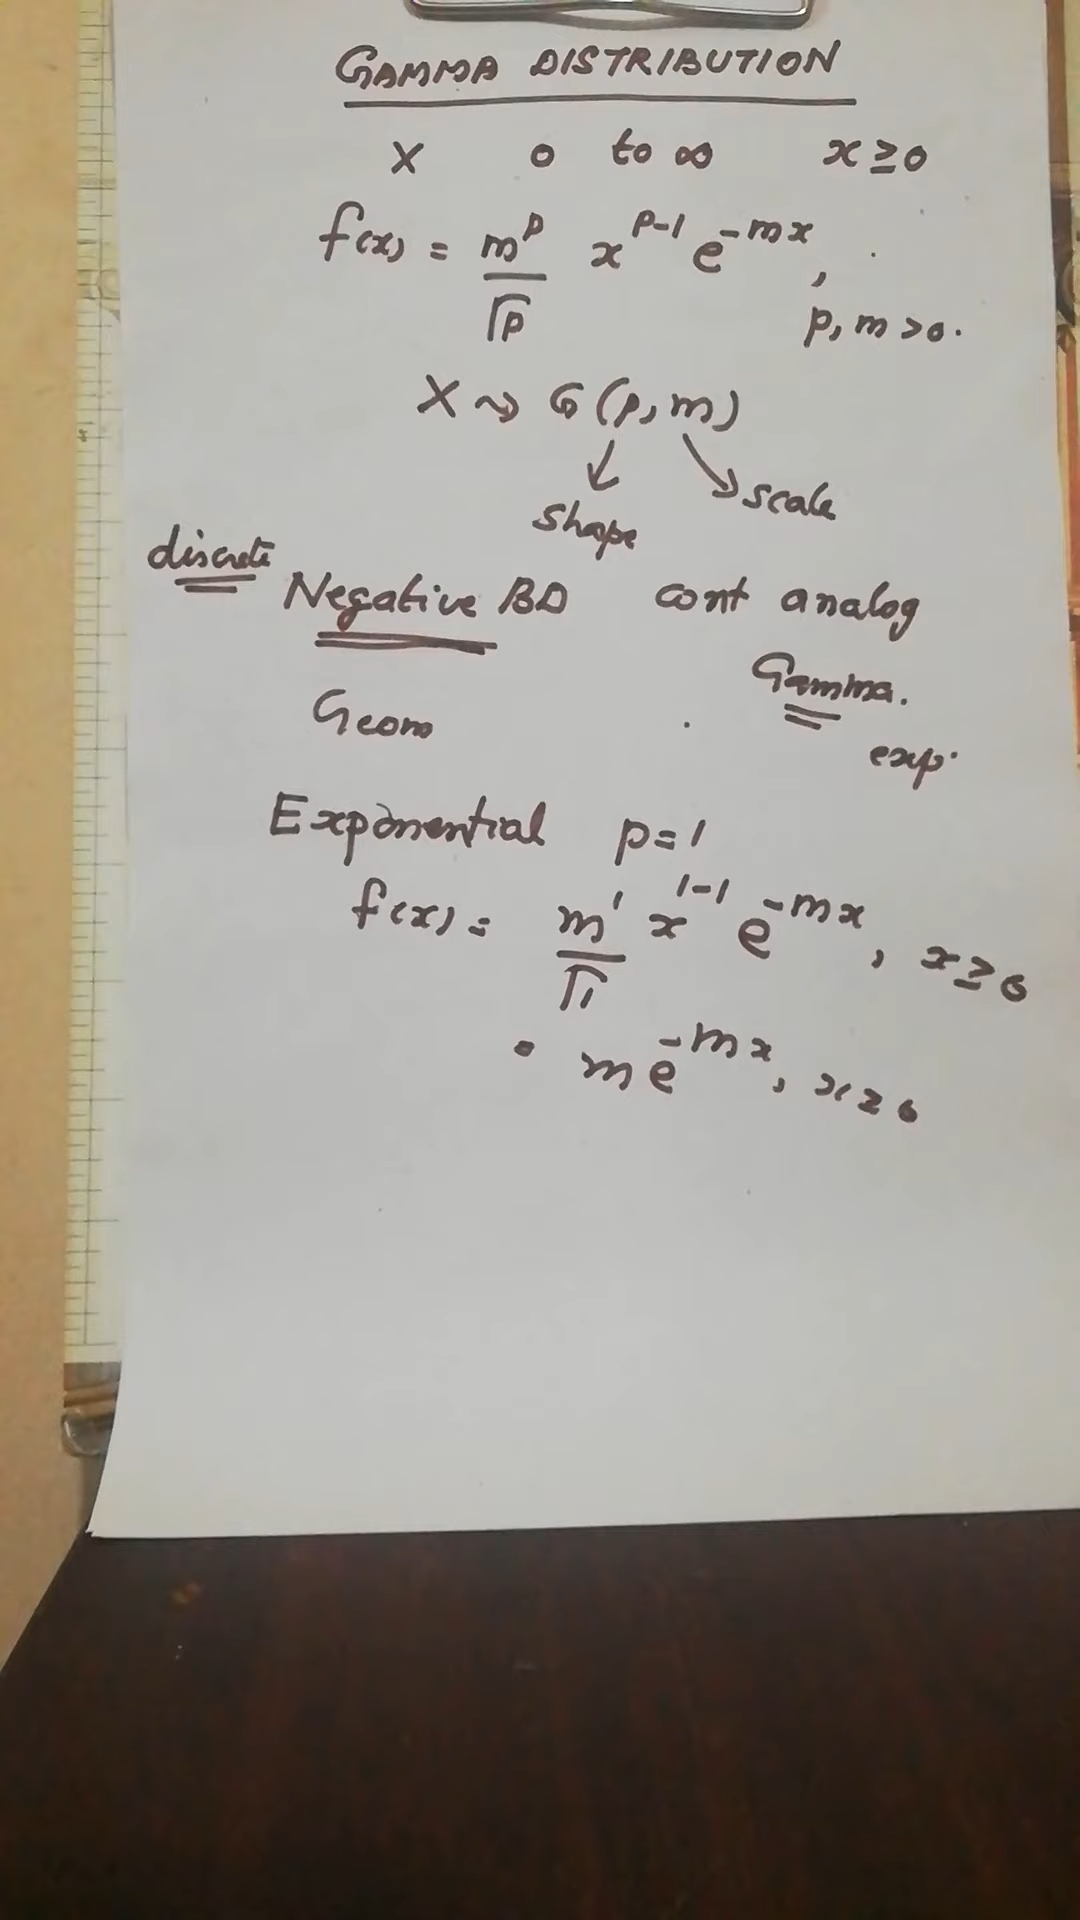 GAMMA DISTRIBUTION
X 0 to ∞ x ≥ 0
f(x) = m^p / Γp x^(p-1) e^(-mx),
p, m > 0.
X ~ G(p, m)
shape scale
discrete
Negative BD cont analog
Gamma.
Geom exp.
Exponential p = 1
f(x) = m^1 / Γ1 x^(1-1) e^(-mx), x ≥ 0
= m e^(-mx), x ≥ 0